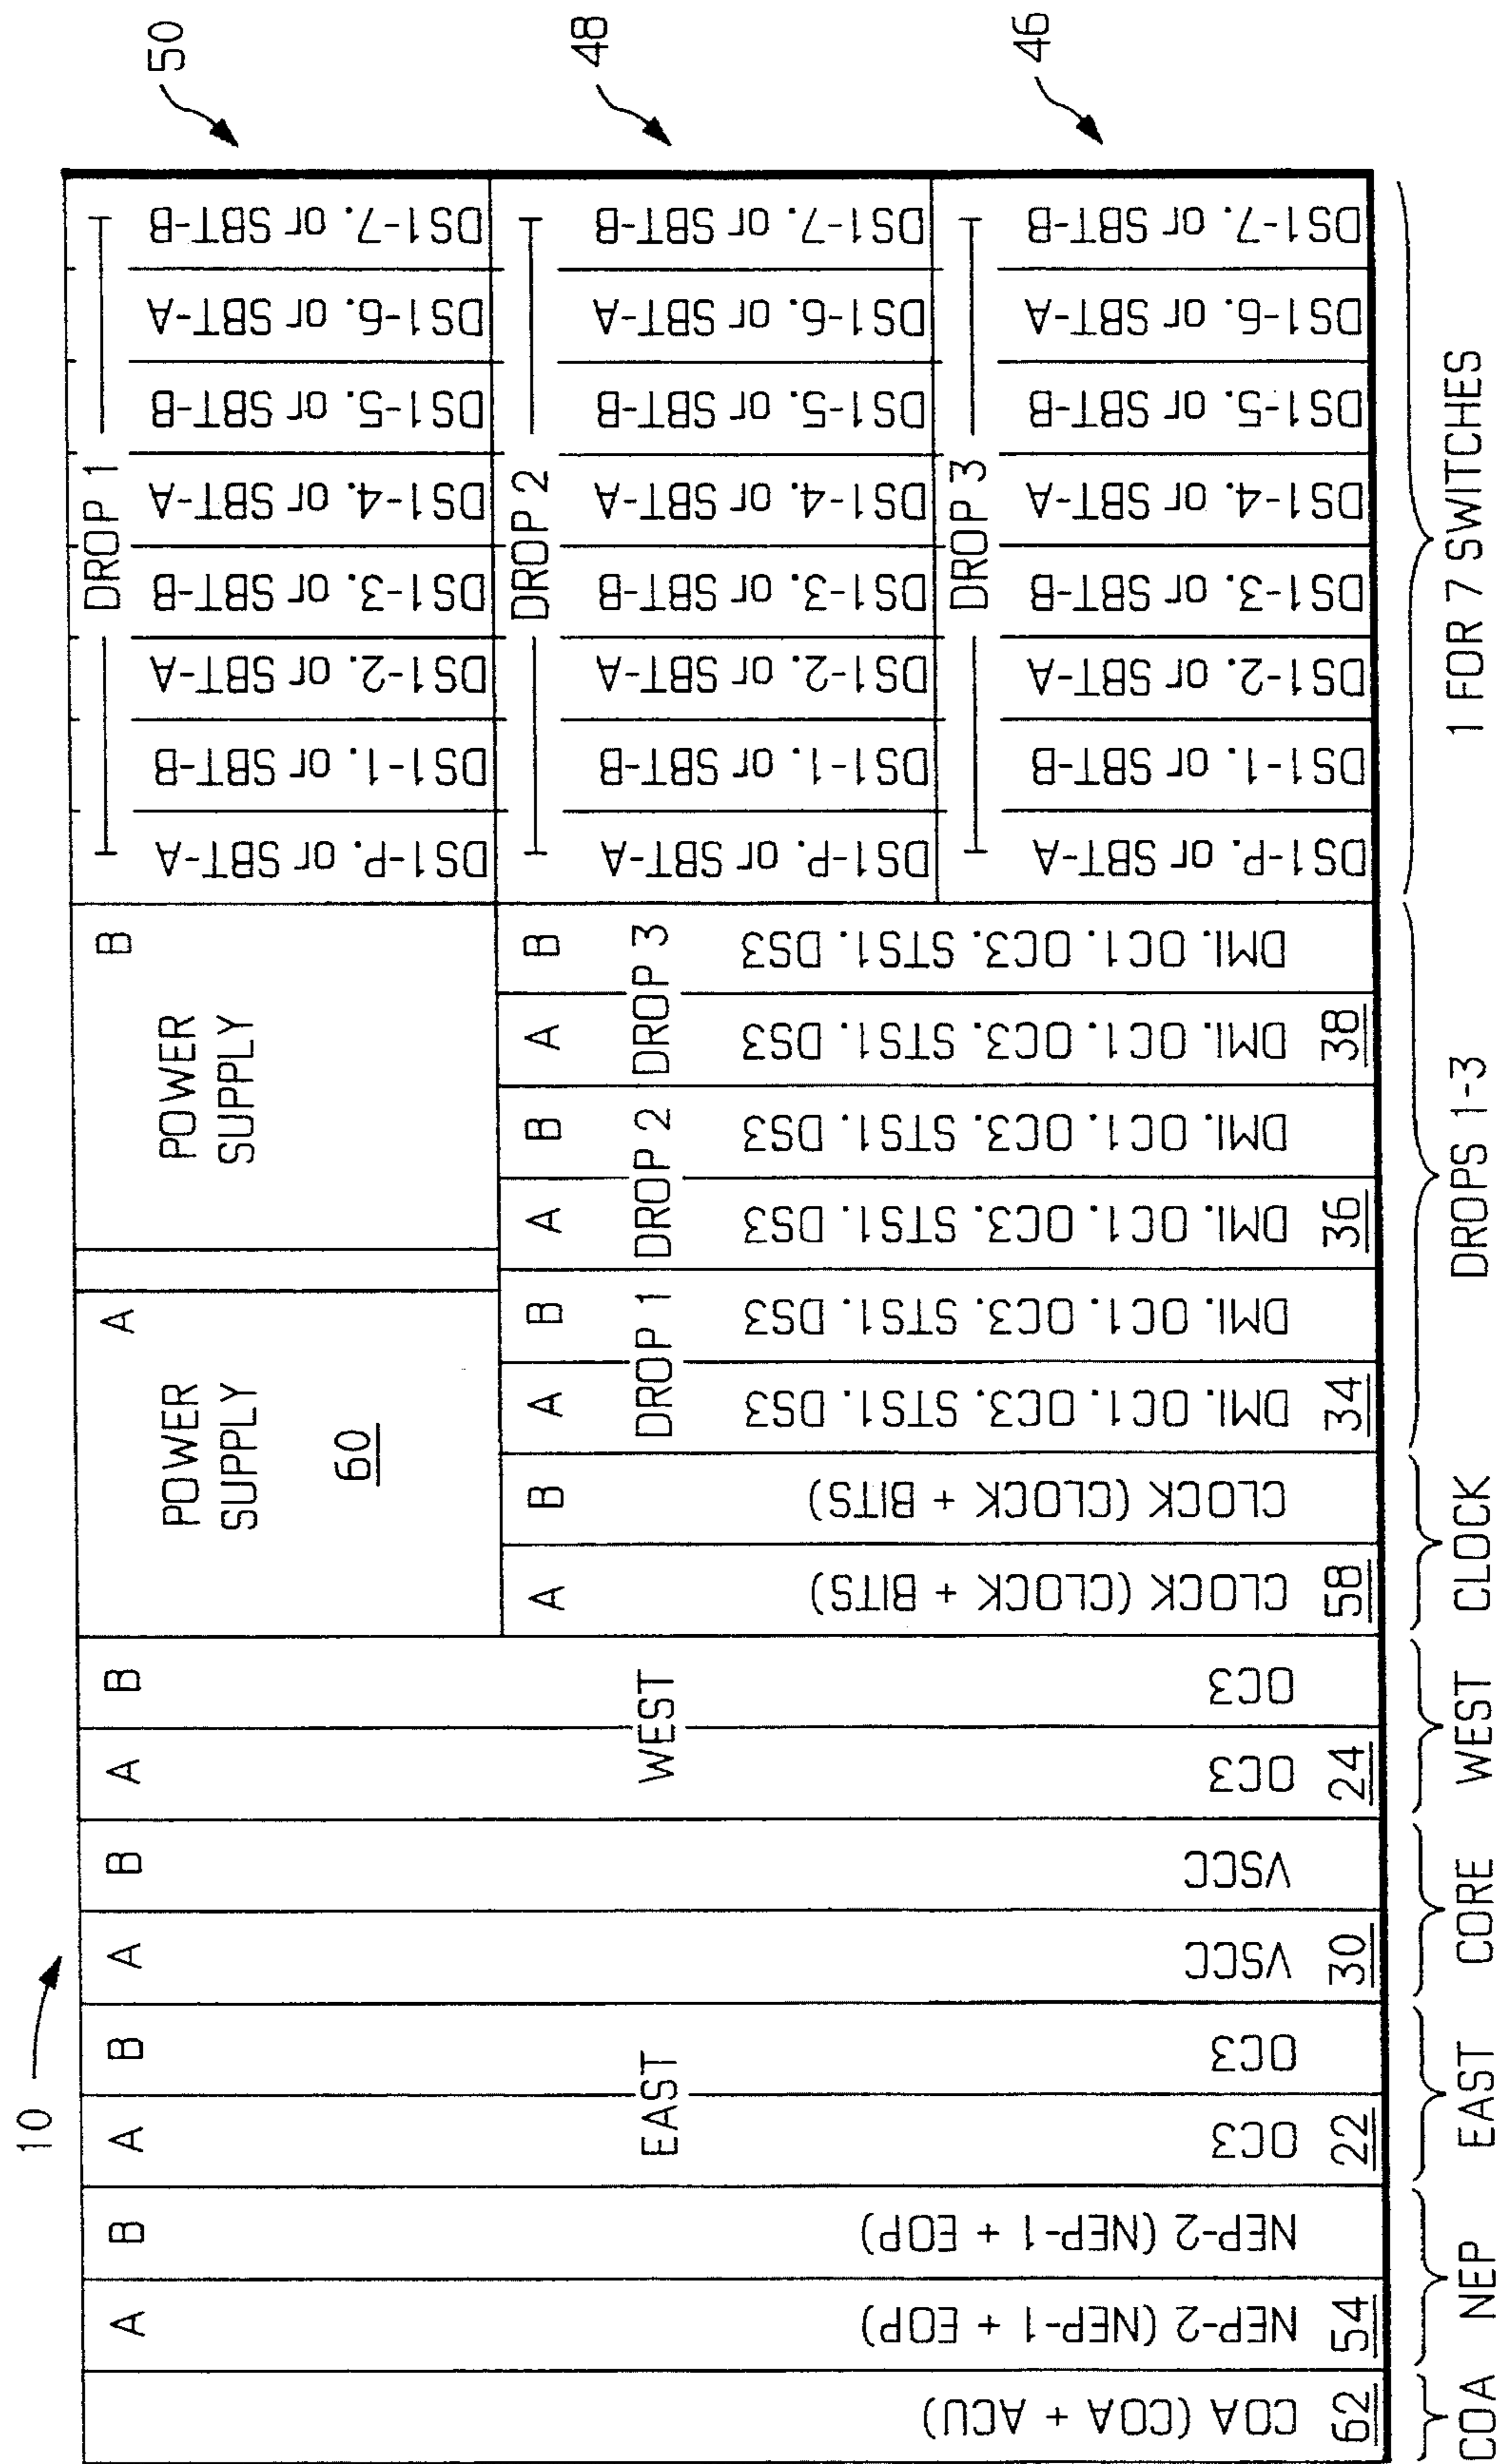 10
COA (COA + ACU)
62
A
NEP-2 (NEP-1 + EOP)
54
B
NEP-2 (NEP-1 + EOP)
EAST
A
OC3
22
B
OC3
A
VSCC
30
B
VSCC
WEST
A
OC3
24
B
OC3
POWER
SUPPLY
A
60
POWER
SUPPLY
B
A
CLOCK (CLOCK + BITS)
58
B
CLOCK (CLOCK + BITS)
DROP 1
A
DMI. OC1. OC3. STS1. DS3
34
B
DMI. OC1. OC3. STS1. DS3
DROP 2
A
DMI. OC1. OC3. STS1. DS3
36
B
DMI. OC1. OC3. STS1. DS3
DROP 3
A
DMI. OC1. OC3. STS1. DS3
38
B
DMI. OC1. OC3. STS1. DS3
DROP 1
DS1-P. or SBT-A
DS1-1. or SBT-B
DS1-2. or SBT-A
DS1-3. or SBT-B
DS1-4. or SBT-A
DS1-5. or SBT-B
DS1-6. or SBT-A
DS1-7. or SBT-B
50
DROP 2
DS1-P. or SBT-A
DS1-1. or SBT-B
DS1-2. or SBT-A
DS1-3. or SBT-B
DS1-4. or SBT-A
DS1-5. or SBT-B
DS1-6. or SBT-A
DS1-7. or SBT-B
48
DROP 3
DS1-P. or SBT-A
DS1-1. or SBT-B
DS1-2. or SBT-A
DS1-3. or SBT-B
DS1-4. or SBT-A
DS1-5. or SBT-B
DS1-6. or SBT-A
DS1-7. or SBT-B
46
COA
NEP
EAST
CORE
WEST
CLOCK
DROPS 1-3
1 FOR 7 SWITCHES